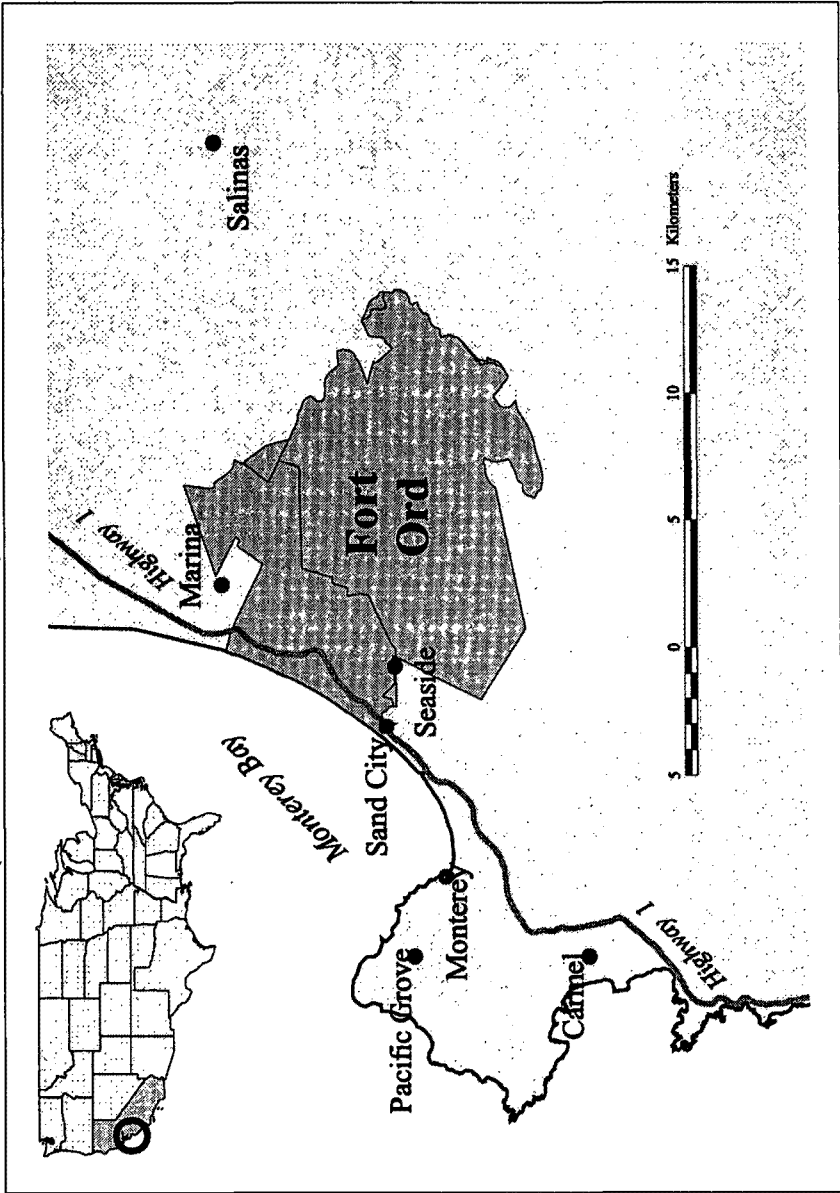 Salinas
Highway 1
Marina
Fort
Ord
Monterey Bay
Sand City
Seaside
Pacific Grove
Monterey
Carmel
Highway 1
5 0 5 10 15 Kilometers